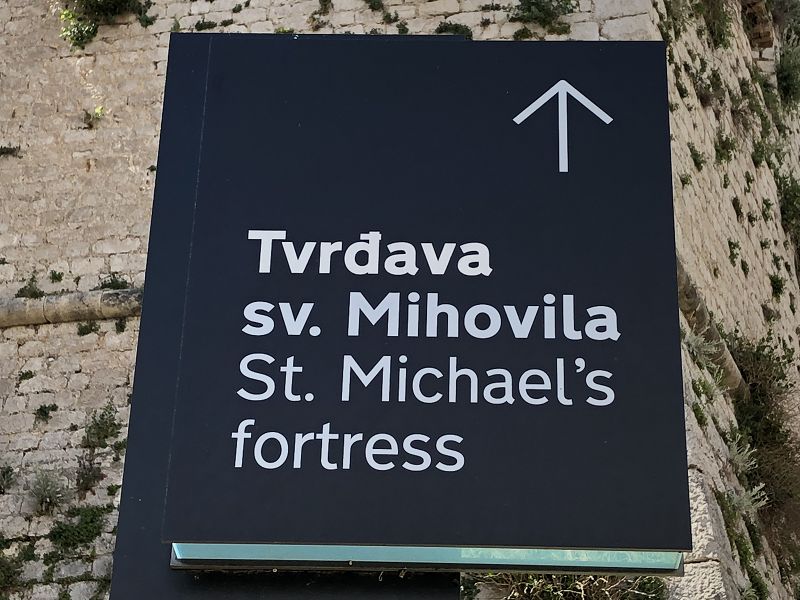 Tvrđava
sv. Mihovila
St. Michael’s
fortress